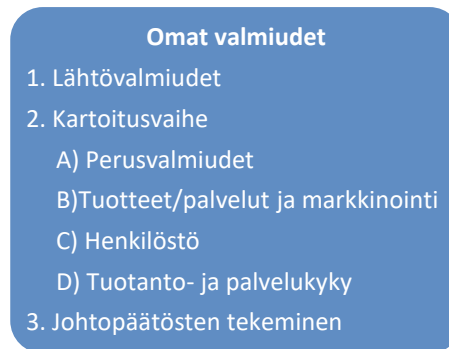 Omat valmiudet
1. Lähtövalmiudet
2. Kartoitusvaihe
A) Perusvalmiudet
B)Tuotteet/palvelut ja markkinointi
C) Henkilöstö
D) Tuotanto- ja palvelukyky
3. Johtopäätösten tekeminen